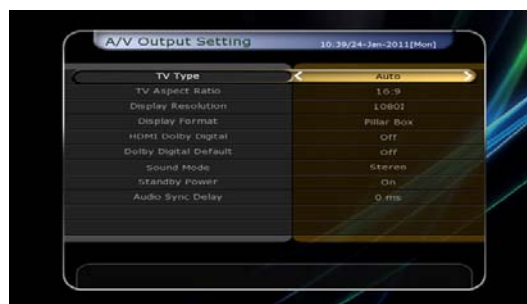 A/V Output Setting 10:39/24-Jan-2011[Mon]
TV Type Auto
TV Aspect Ratio 16:9
Display Resolution 1080I
Display Format Pillar Box
HDMI Dolby Digital Off
Dolby Digital Default Off
Sound Mode Stereo
Standby Power On
Audio Sync Delay 0 ms